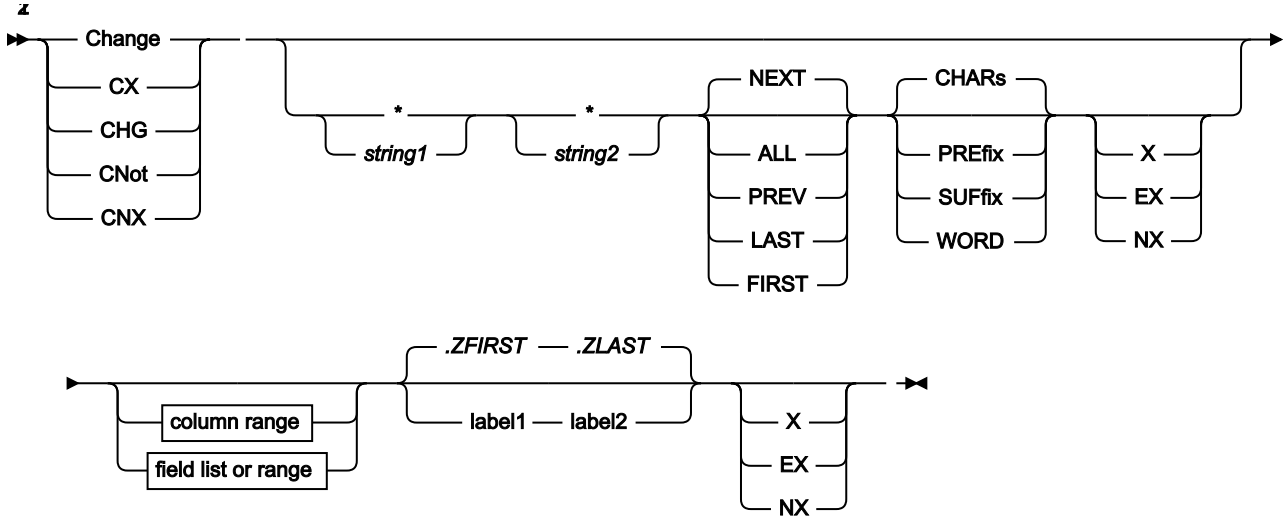 Change
CX
CHG
CNot
CNX
* *
string1 string2
NEXT CHARs
ALL PREfix X
PREV SUFfix EX
LAST WORD NX
FIRST
.ZFIRST .ZLAST
column range label1 label2 X
field list or range EX
NX